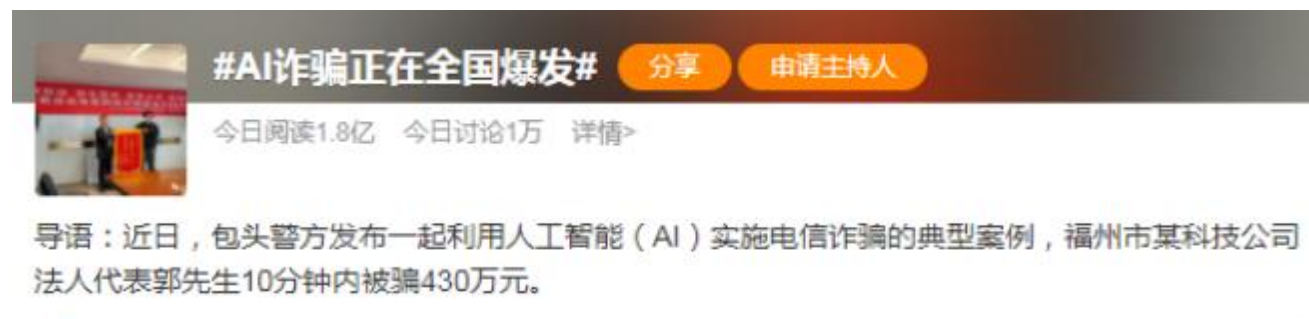 #AI诈骗正在全国爆发# 分享 申请主持人
今日阅读1.8亿 今日讨论1万 详情>
导语：近日，包头警方发布一起利用人工智能（AI）实施电信诈骗的典型案例，福州市某科技公司
法人代表郭先生10分钟内被骗430万元。